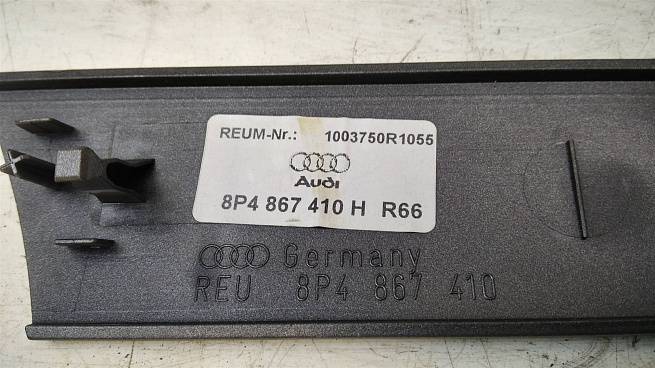 REUM-Nr.: 1003750R1055
Audi
8P4 867 410 H R66
Germany
REU 8P4 867 410